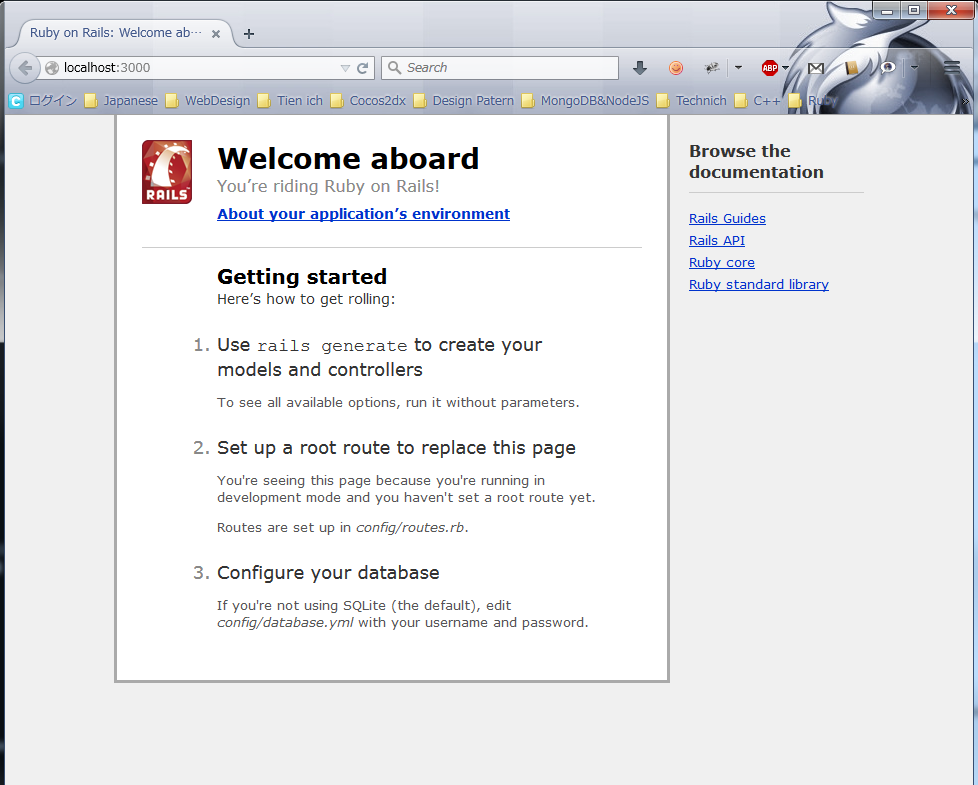 Ruby on Rails: Welcome ab…
localhost:3000
Search
ABP
C ログイン Japanese WebDesign Tien ich Cocos2dx Design Patern MongoDB&NodeJS Technich C++ Ruby
RAILS
Welcome aboard
You’re riding Ruby on Rails!
About your application’s environment
Getting started
Here’s how to get rolling:
1. Use rails generate to create your
models and controllers
To see all available options, run it without parameters.
2. Set up a root route to replace this page
You're seeing this page because you're running in
development mode and you haven't set a root route yet.
Routes are set up in config/routes.rb.
3. Configure your database
If you're not using SQLite (the default), edit
config/database.yml with your username and password.
Browse the
documentation
Rails Guides
Rails API
Ruby core
Ruby standard library